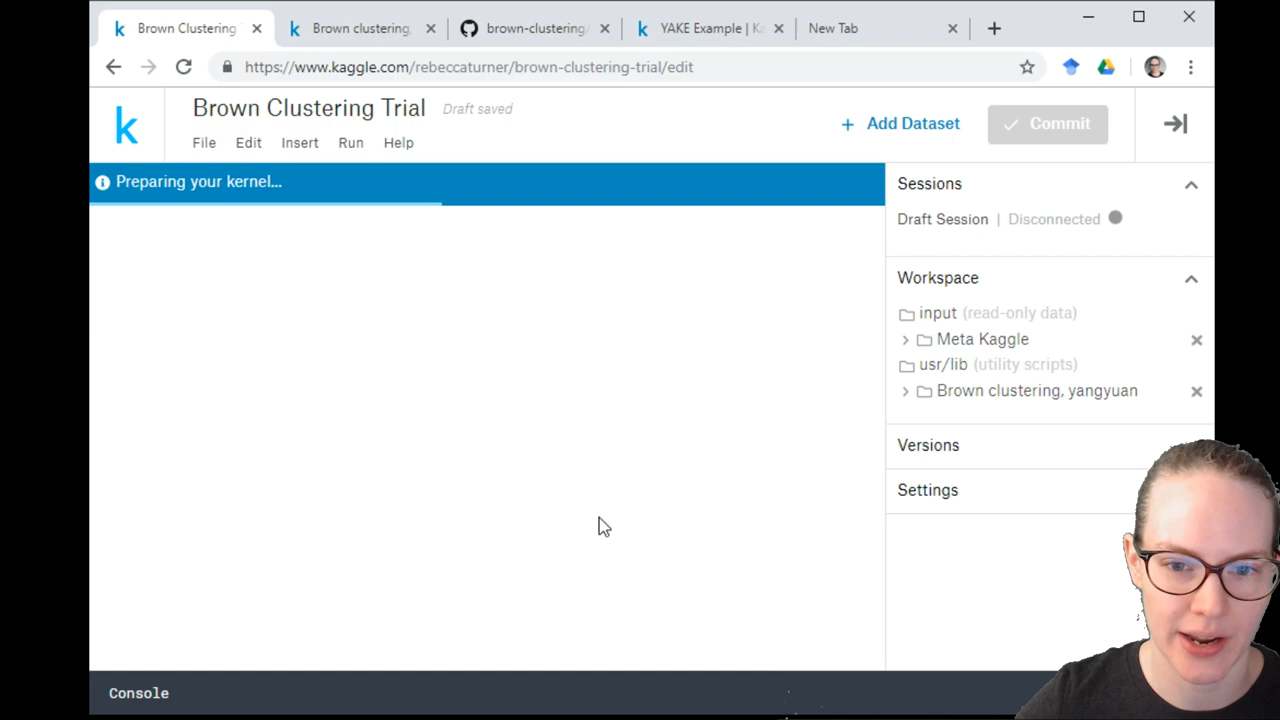 Brown Clustering
Brown clustering,
brown-clustering/
YAKE Example | Ka
New Tab
https://www.kaggle.com/rebeccaturner/brown-clustering-trial/edit
k
Brown Clustering Trial
Draft saved
File
Edit
Insert
Run
Help
+ Add Dataset
Commit
Preparing your kernel...
Sessions
Draft Session | Disconnected
Workspace
input (read-only data)
Meta Kaggle
usr/lib (utility scripts)
Brown clustering, yangyuan
Versions
Settings
Console